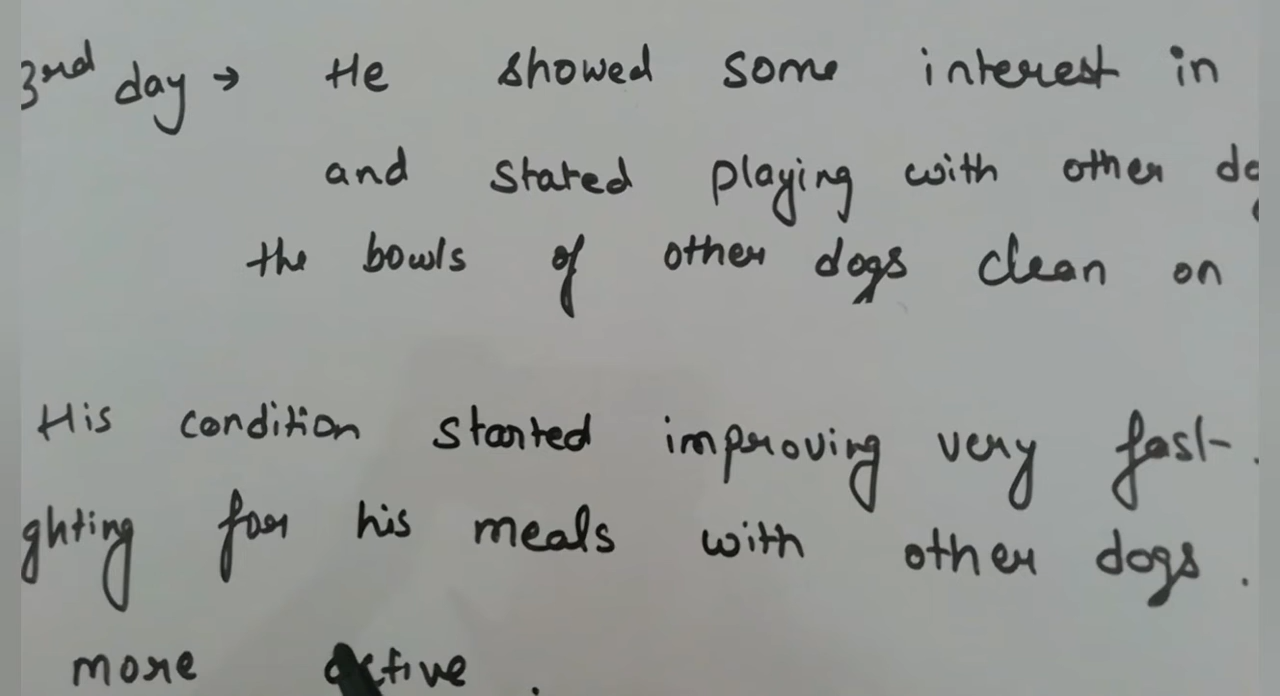 3rd day → He showed some interest in
and stated playing with other
the bowls of other dogs clean on
His condition started improving very fast.
ghting for his meals with other dogs.
more active.